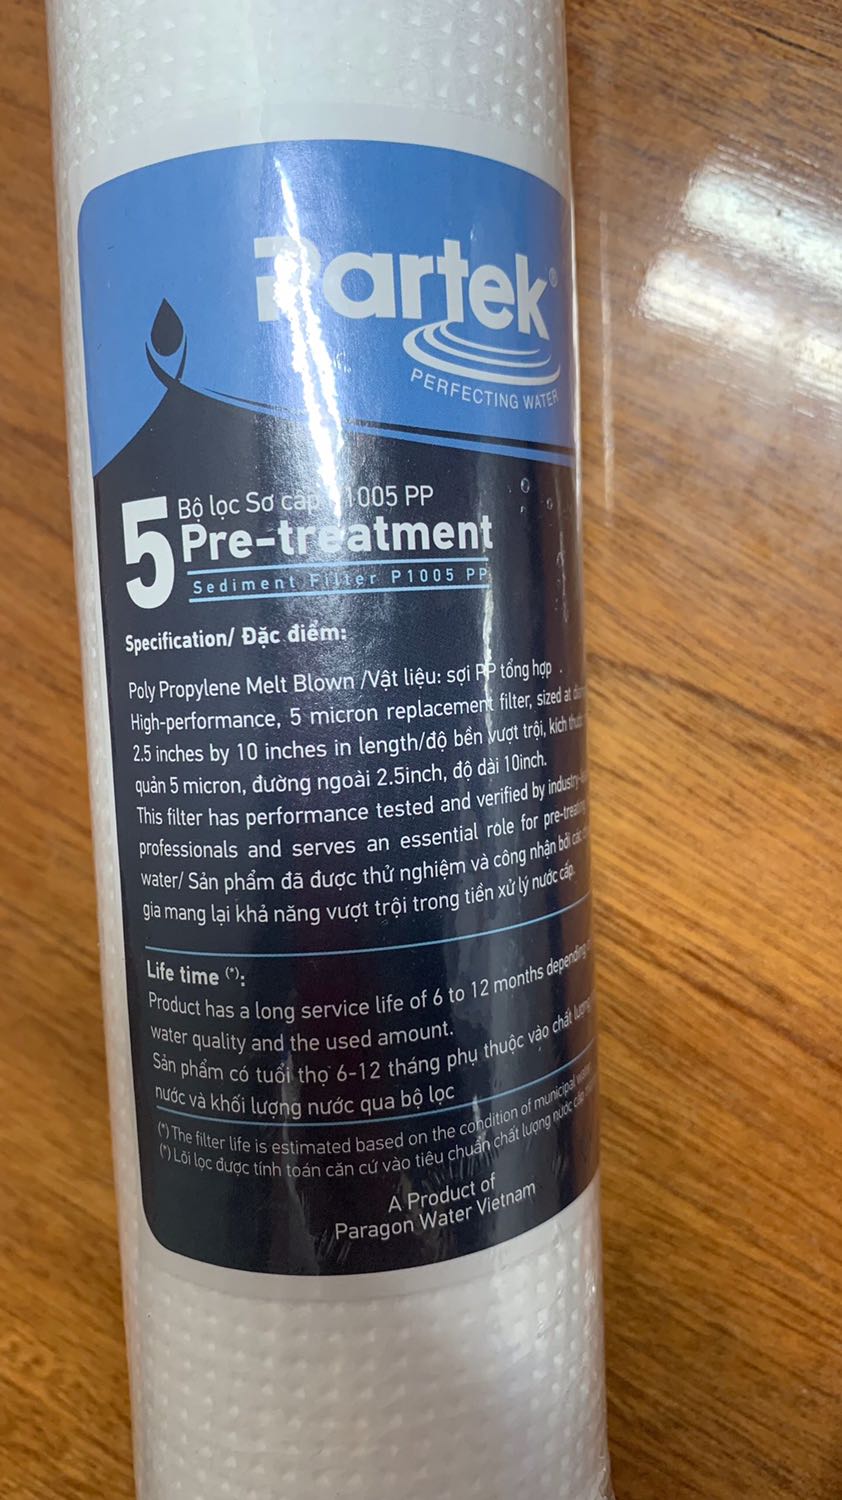 Partek®
PERFECTING WATER
5
Bộ lọc Sơ cấp P1005 PP
Pre-treatment
Sediment Filter P1005 PP
Specification/ Đặc điểm:
Poly Propylene Melt Blown /Vật liệu: sợi PP tổng hợp
High-performance, 5 micron replacement filter, sized at
2.5 inches by 10 inches in length/độ bền vượt trội, kích
quản 5 micron, đường ngoài 2.5inch, độ dài 10inch.
This filter has performance tested and verified by
professionals and serves an essential role for pre-treating
water/ Sản phẩm đã được thử nghiệm và công nhận bởi các
gia mang lại khả năng vượt trội trong tiền xử lý nước cấp.
Life time (*):
Product has a long service life of 6 to 12 months depending
water quality and the used amount.
Sản phẩm có tuổi thọ 6-12 tháng phụ thuộc vào chất lượng
nước và khối lượng nước qua bộ lọc
(*) The filter life is estimated based on the condition of municipal water
(*) Lõi lọc được tính toán căn cứ vào tiêu chuẩn chất lượng nước cấp
A Product of
Paragon Water Vietnam